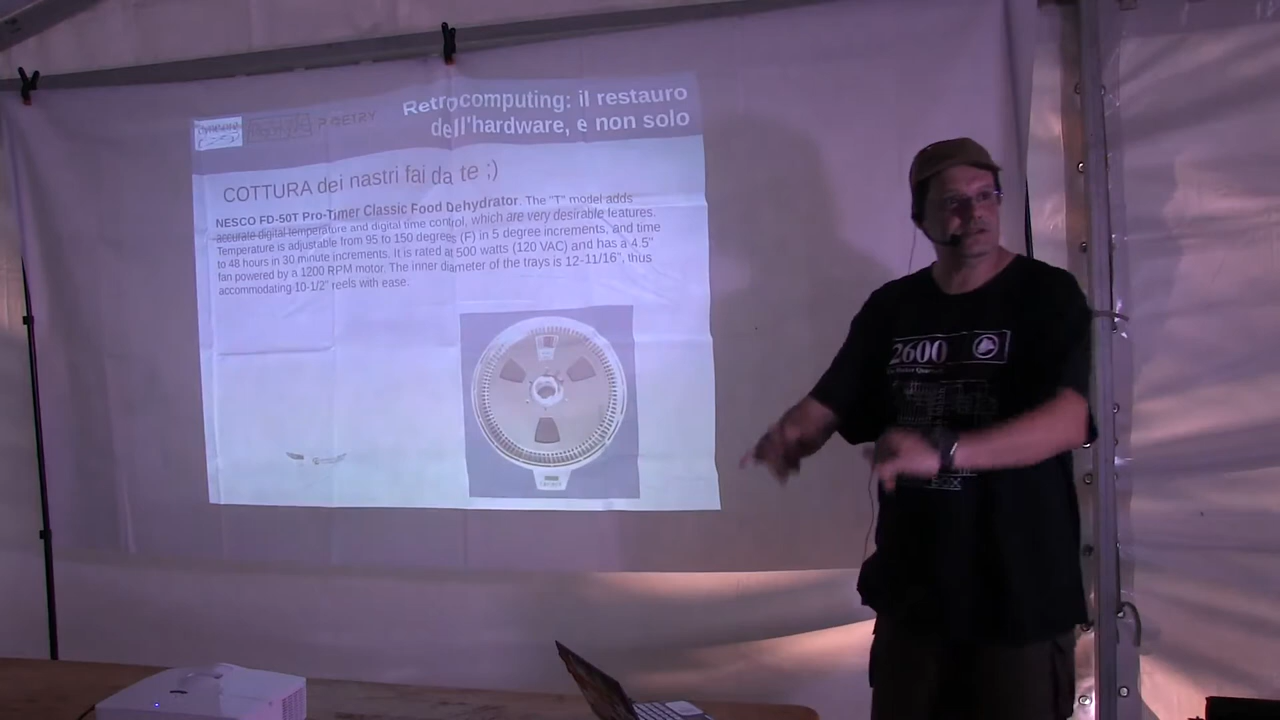 Retrocomputing: il restauro
dell'hardware, e non solo
COTTURA dei nastri fai da te ;)
NESCO FD-50T Pro-Timer Classic Food Dehydrator. The "T" model adds
accurate digital temperature and digital time control, which are very desirable features.
Temperature is adjustable from 95 to 150 degrees (F) in 5 degree increments, and time
to 48 hours in 30 minute increments. It is rated at 500 watts (120 VAC) and has a 4.5"
fan powered by a 1200 RPM motor. The inner diameter of the trays is 12-11/16", thus
accommodating 10-1/2" reels with ease.
2600